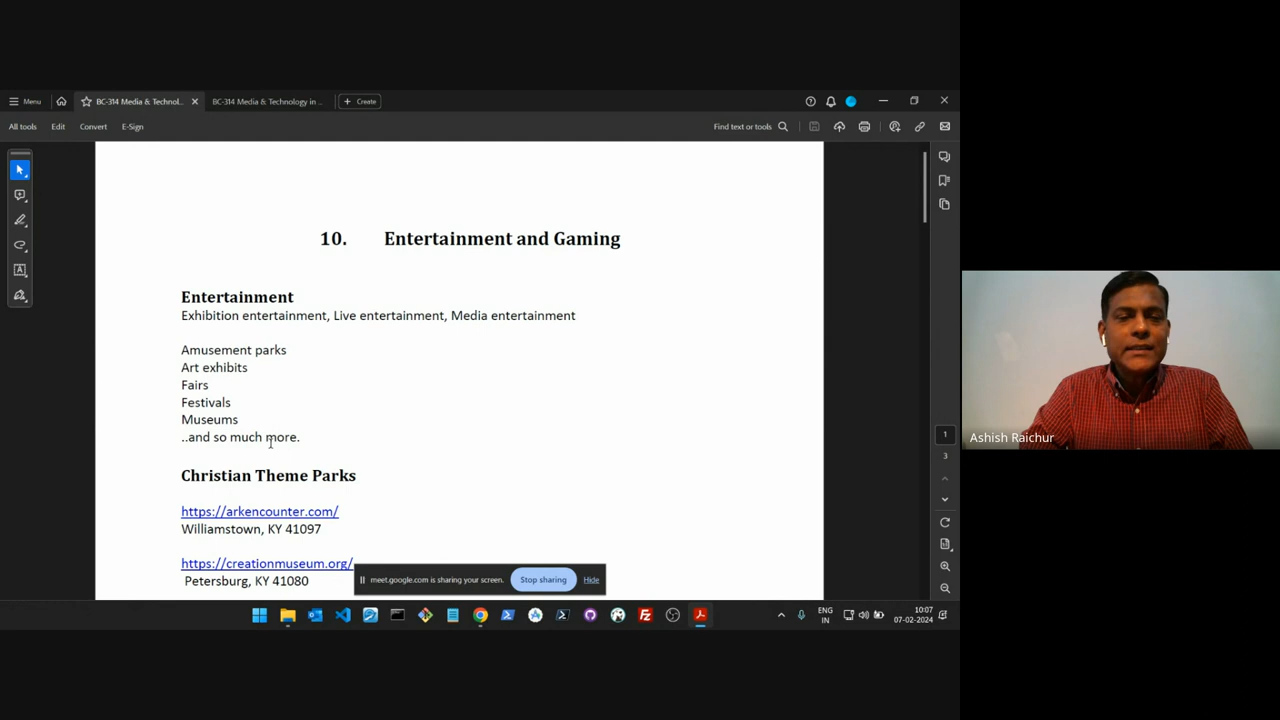 Menu
BC-314 Media & Technol..
BC-314 Media & Technology in ...
Create
All tools
Edit
Convert
E-Sign
Find text or tools
10. Entertainment and Gaming
Entertainment
Exhibition entertainment, Live entertainment, Media entertainment
Amusement parks
Art exhibits
Fairs
Festivals
Museums
..and so much more.
Christian Theme Parks
https://arkencounter.com/
Williamstown, KY 41097
https://creationmuseum.org/
Petersburg, KY 41080
meet.google.com is sharing your screen.
Stop sharing
Hide
1
3
Ashish Raichur
ENG
IN
10:07
07-02-2024